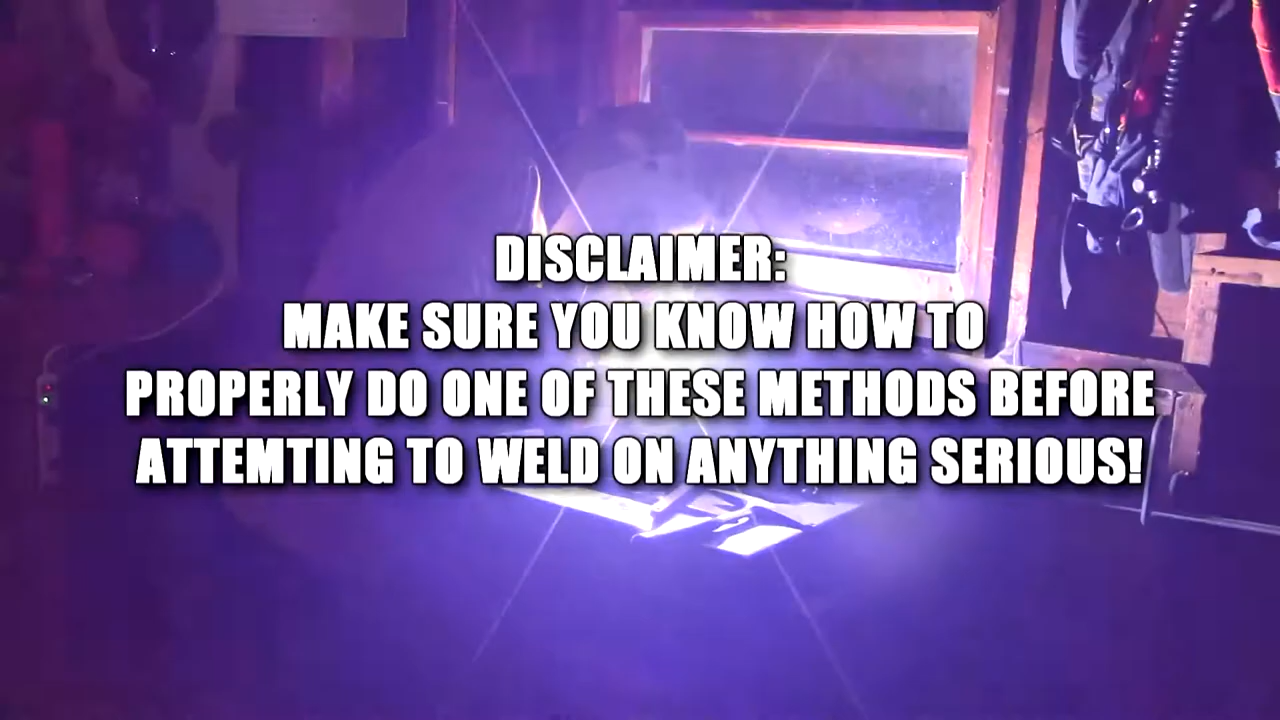 DISCLAIMER:
MAKE SURE YOU KNOW HOW TO
PROPERLY DO ONE OF THESE METHODS BEFORE
ATTEMTING TO WELD ON ANYTHING SERIOUS!